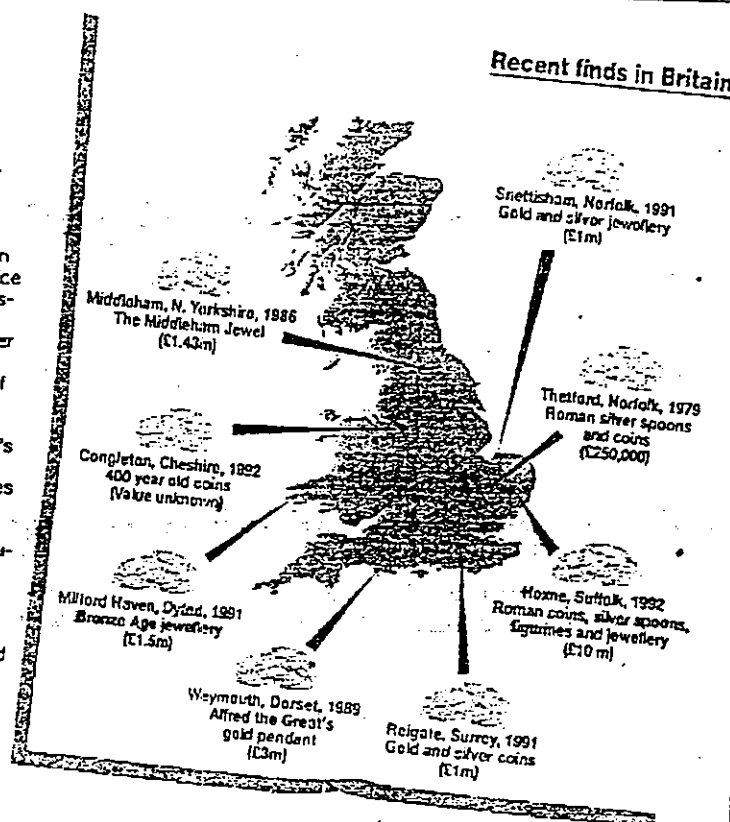 Recent finds in Britain
Snettisham, Norfolk, 1991
Gold and silver jewellery
(£1m)
Middleham, N. Yorkshire, 1986
The Middleham Jewel
(£1.43m)
Thetford, Norfolk, 1979
Roman silver spoons
and coins
(£250,000)
Congleton, Cheshire, 1992
400 year old coins
(Value unknown)
Hoxne, Suffolk, 1992
Roman coins, silver spoons,
figurines and jewellery
(£10 m)
Milford Haven, Dyfed, 1991
Bronze Age jewellery
(£1.5m)
Weymouth, Dorset, 1989
Alfred the Great's
gold pendant
(£3m)
Reigate, Surrey, 1991
Gold and silver coins
(£1m)